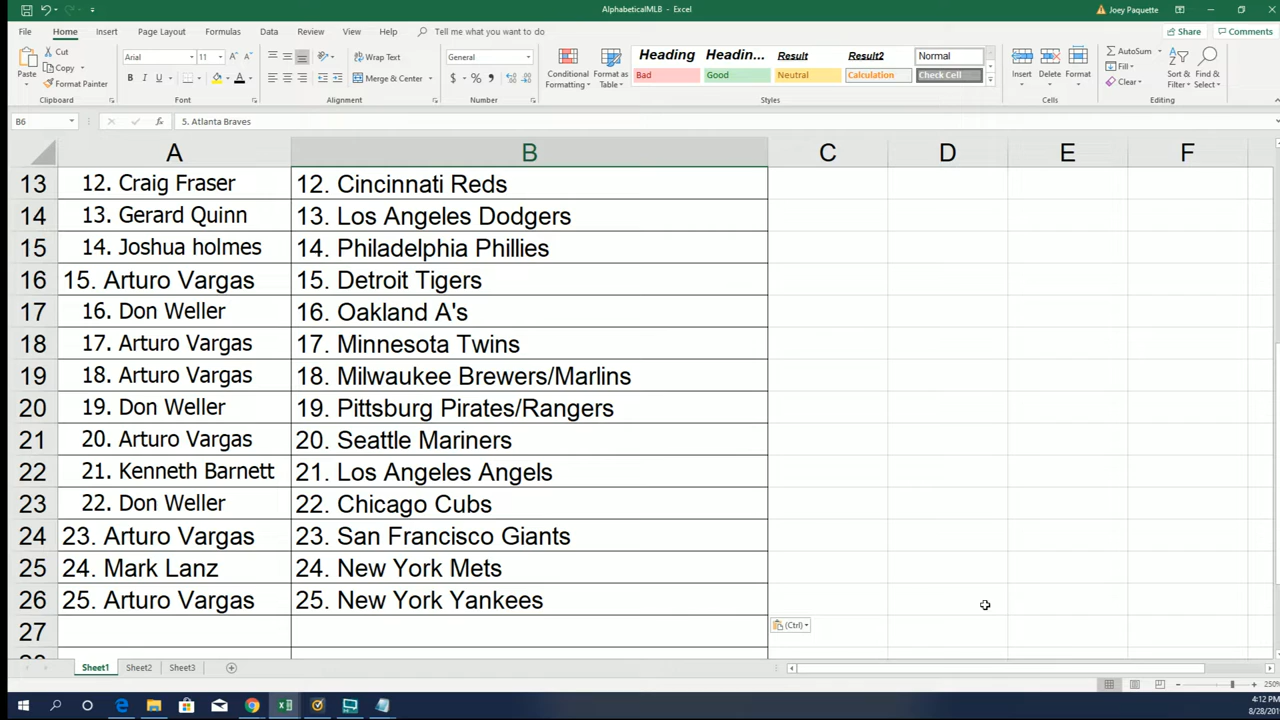 AlphabeticalMLB - Excel
Joey Paquette
File Home Insert Page Layout Formulas Data Review View Help Tell me what you want to do
Share Comments
Paste Cut Copy Format Painter Clipboard
Arial 11 B I U Font
Wrap Text Merge & Center Alignment
General $ % Number
Conditional Formatting Format as Table
Heading Headin... Result Result2 Normal
Bad Good Neutral Calculation Check Cell
Styles
Insert Delete Format Cells
AutoSum Fill Clear Sort & Filter Find & Select Editing
B6 fx 5. Atlanta Braves
A B C D E F
13 12. Craig Fraser 12. Cincinnati Reds
14 13. Gerard Quinn 13. Los Angeles Dodgers
15 14. Joshua holmes 14. Philadelphia Phillies
16 15. Arturo Vargas 15. Detroit Tigers
17 16. Don Weller 16. Oakland A's
18 17. Arturo Vargas 17. Minnesota Twins
19 18. Arturo Vargas 18. Milwaukee Brewers/Marlins
20 19. Don Weller 19. Pittsburg Pirates/Rangers
21 20. Arturo Vargas 20. Seattle Mariners
22 21. Kenneth Barnett 21. Los Angeles Angels
23 22. Don Weller 22. Chicago Cubs
24 23. Arturo Vargas 23. San Francisco Giants
25 24. Mark Lanz 24. New York Mets
26 25. Arturo Vargas 25. New York Yankees
27
(Ctrl)
Sheet1 Sheet2 Sheet3
250%
4:12 PM